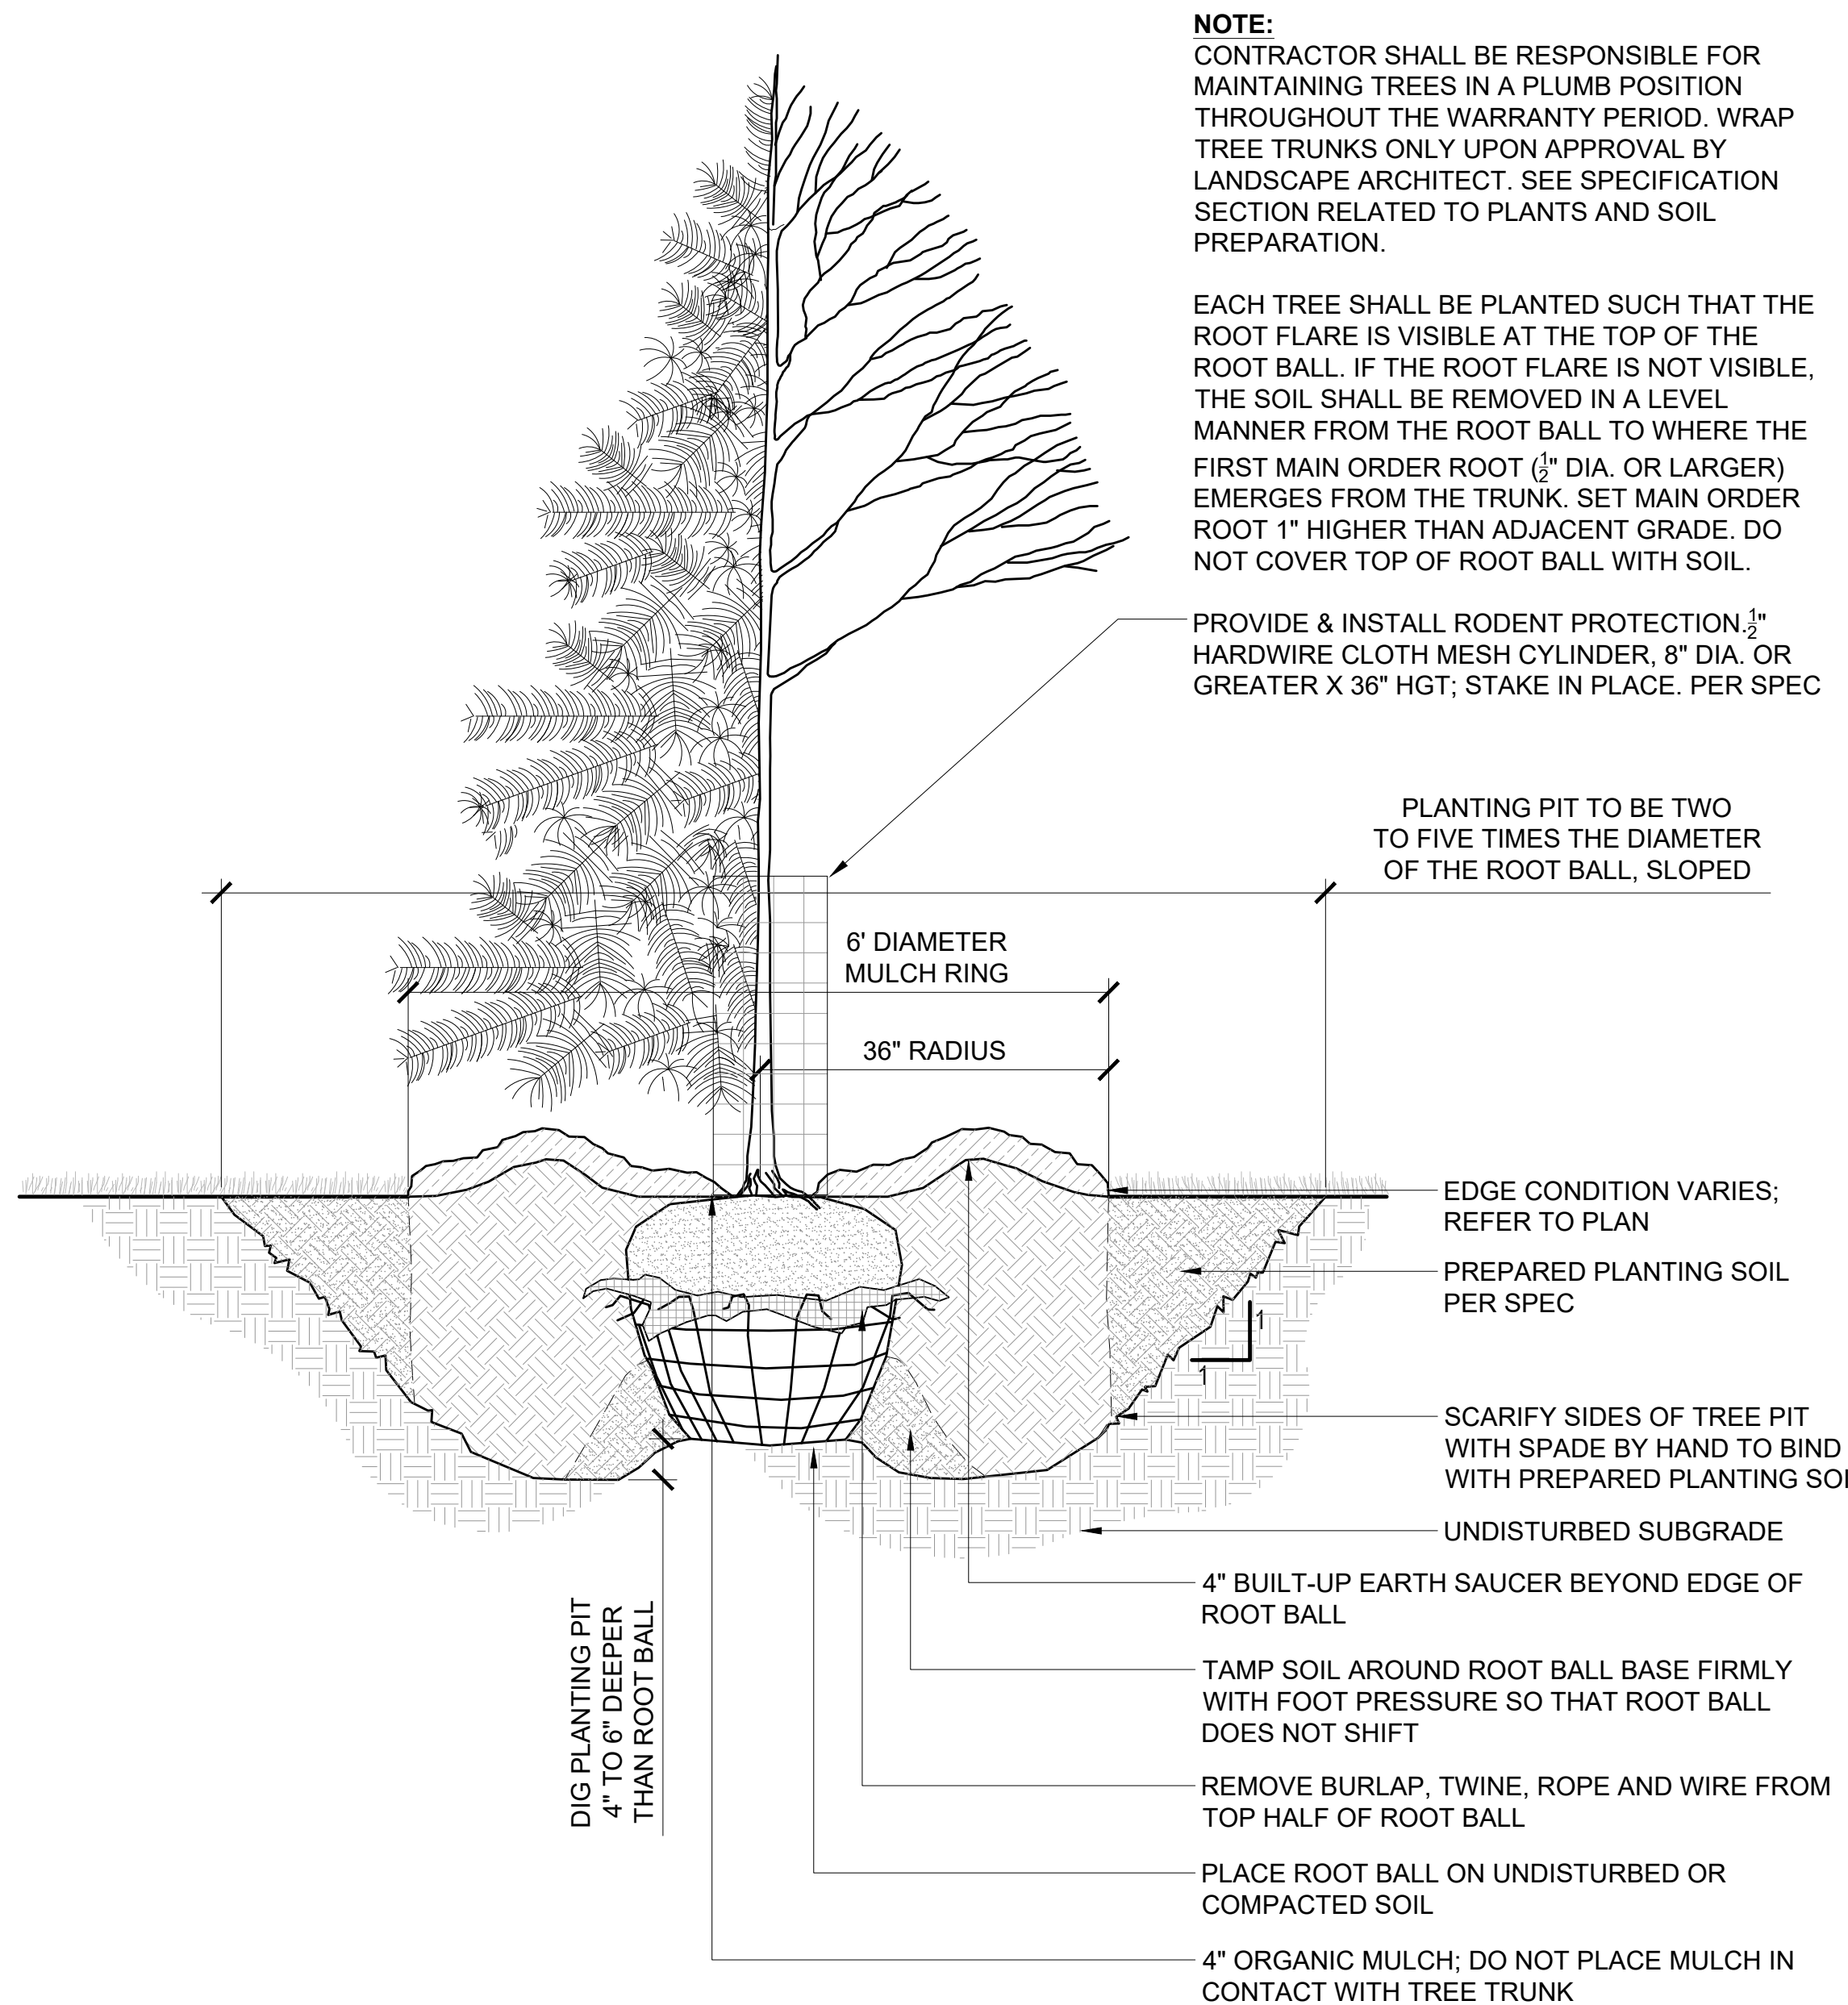 NOTE:
CONTRACTOR SHALL BE RESPONSIBLE FOR
MAINTAINING TREES IN A PLUMB POSITION
THROUGHOUT THE WARRANTY PERIOD. WRAP
TREE TRUNKS ONLY UPON APPROVAL BY
LANDSCAPE ARCHITECT. SEE SPECIFICATION
SECTION RELATED TO PLANTS AND SOIL
PREPARATION.
EACH TREE SHALL BE PLANTED SUCH THAT THE
ROOT FLARE IS VISIBLE AT THE TOP OF THE
ROOT BALL. IF THE ROOT FLARE IS NOT VISIBLE,
THE SOIL SHALL BE REMOVED IN A LEVEL
MANNER FROM THE ROOT BALL TO WHERE THE
FIRST MAIN ORDER ROOT (½" DIA. OR LARGER)
EMERGES FROM THE TRUNK. SET MAIN ORDER
ROOT 1" HIGHER THAN ADJACENT GRADE. DO
NOT COVER TOP OF ROOT BALL WITH SOIL.
PROVIDE & INSTALL RODENT PROTECTION.½"
HARDWIRE CLOTH MESH CYLINDER, 8" DIA. OR
GREATER X 36" HGT; STAKE IN PLACE. PER SPEC
PLANTING PIT TO BE TWO
TO FIVE TIMES THE DIAMETER
OF THE ROOT BALL, SLOPED
6' DIAMETER
MULCH RING
36" RADIUS
EDGE CONDITION VARIES;
REFER TO PLAN
PREPARED PLANTING SOIL
PER SPEC
1
1
SCARIFY SIDES OF TREE PIT
WITH SPADE BY HAND TO BIND
WITH PREPARED PLANTING SOI
UNDISTURBED SUBGRADE
4" BUILT-UP EARTH SAUCER BEYOND EDGE OF
ROOT BALL
DIG PLANTING PIT
4" TO 6" DEEPER
THAN ROOT BALL
TAMP SOIL AROUND ROOT BALL BASE FIRMLY
WITH FOOT PRESSURE SO THAT ROOT BALL
DOES NOT SHIFT
REMOVE BURLAP, TWINE, ROPE AND WIRE FROM
TOP HALF OF ROOT BALL
PLACE ROOT BALL ON UNDISTURBED OR
COMPACTED SOIL
4" ORGANIC MULCH; DO NOT PLACE MULCH IN
CONTACT WITH TREE TRUNK